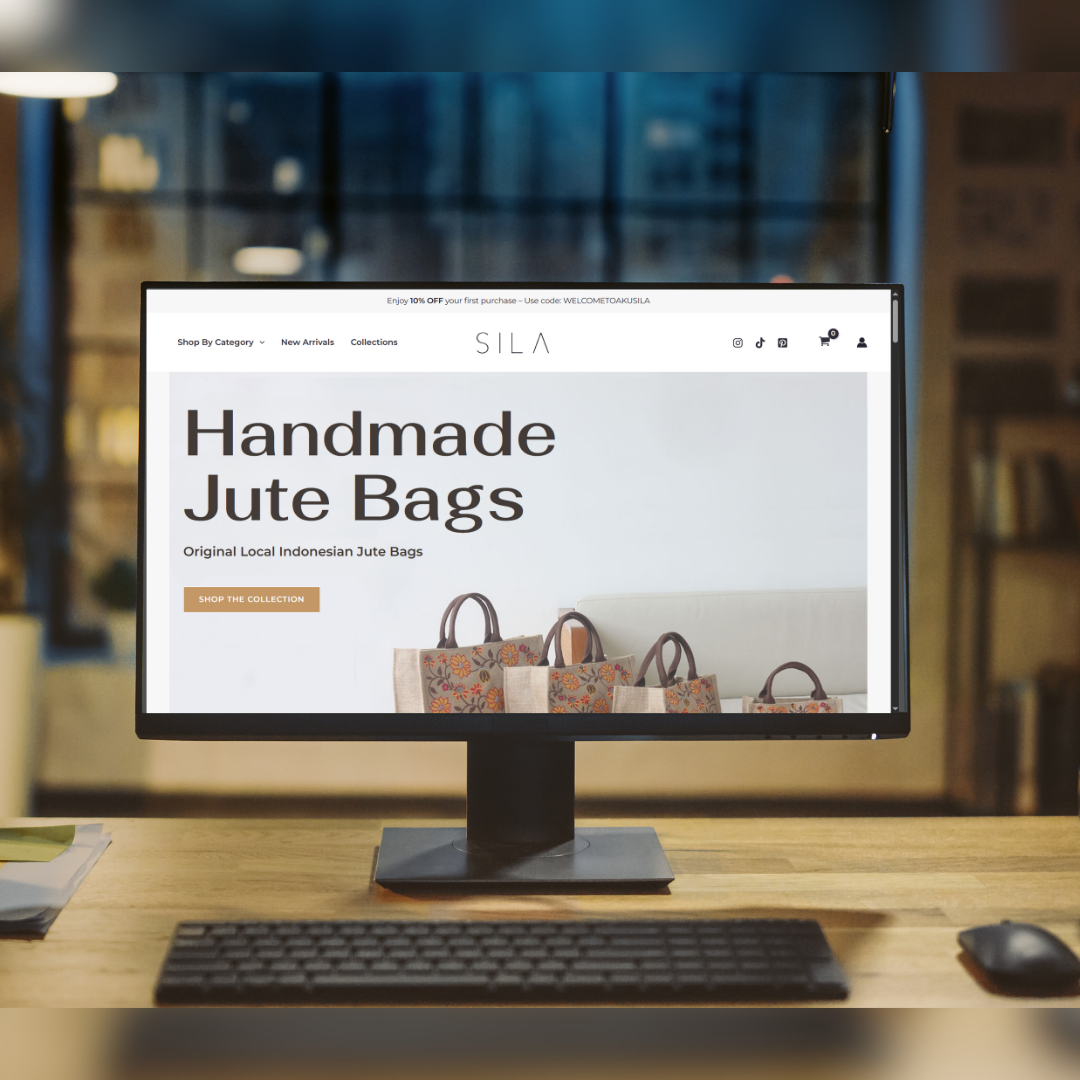 Enjoy 10% OFF your first purchase – Use code: WELCOMETOAKUSILA
Shop By Category New Arrivals Collections SILA 0
Handmade
Jute Bags
Original Local Indonesian Jute Bags
SHOP THE COLLECTION